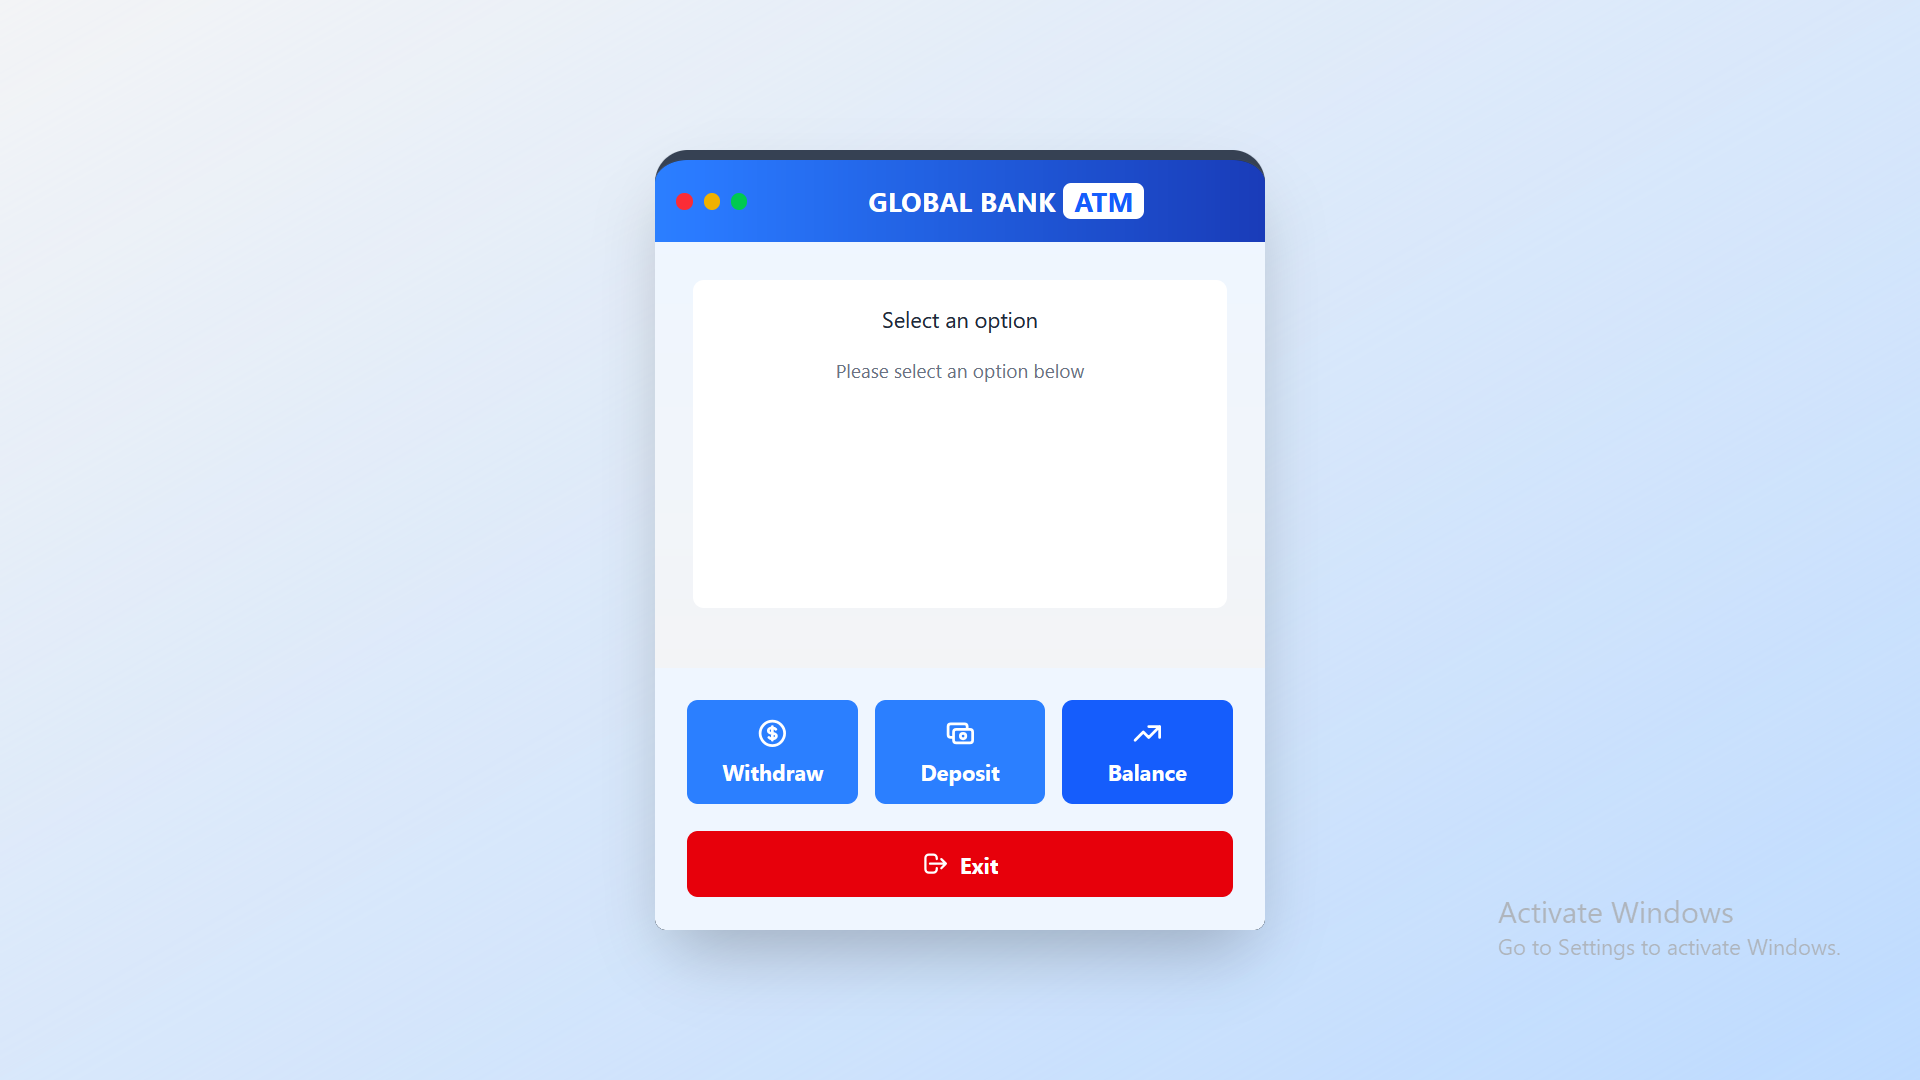 GLOBAL BANK ATM
Select an option
Please select an option below
Withdraw
Deposit
Balance
Exit
Activate Windows
Go to Settings to activate Windows.